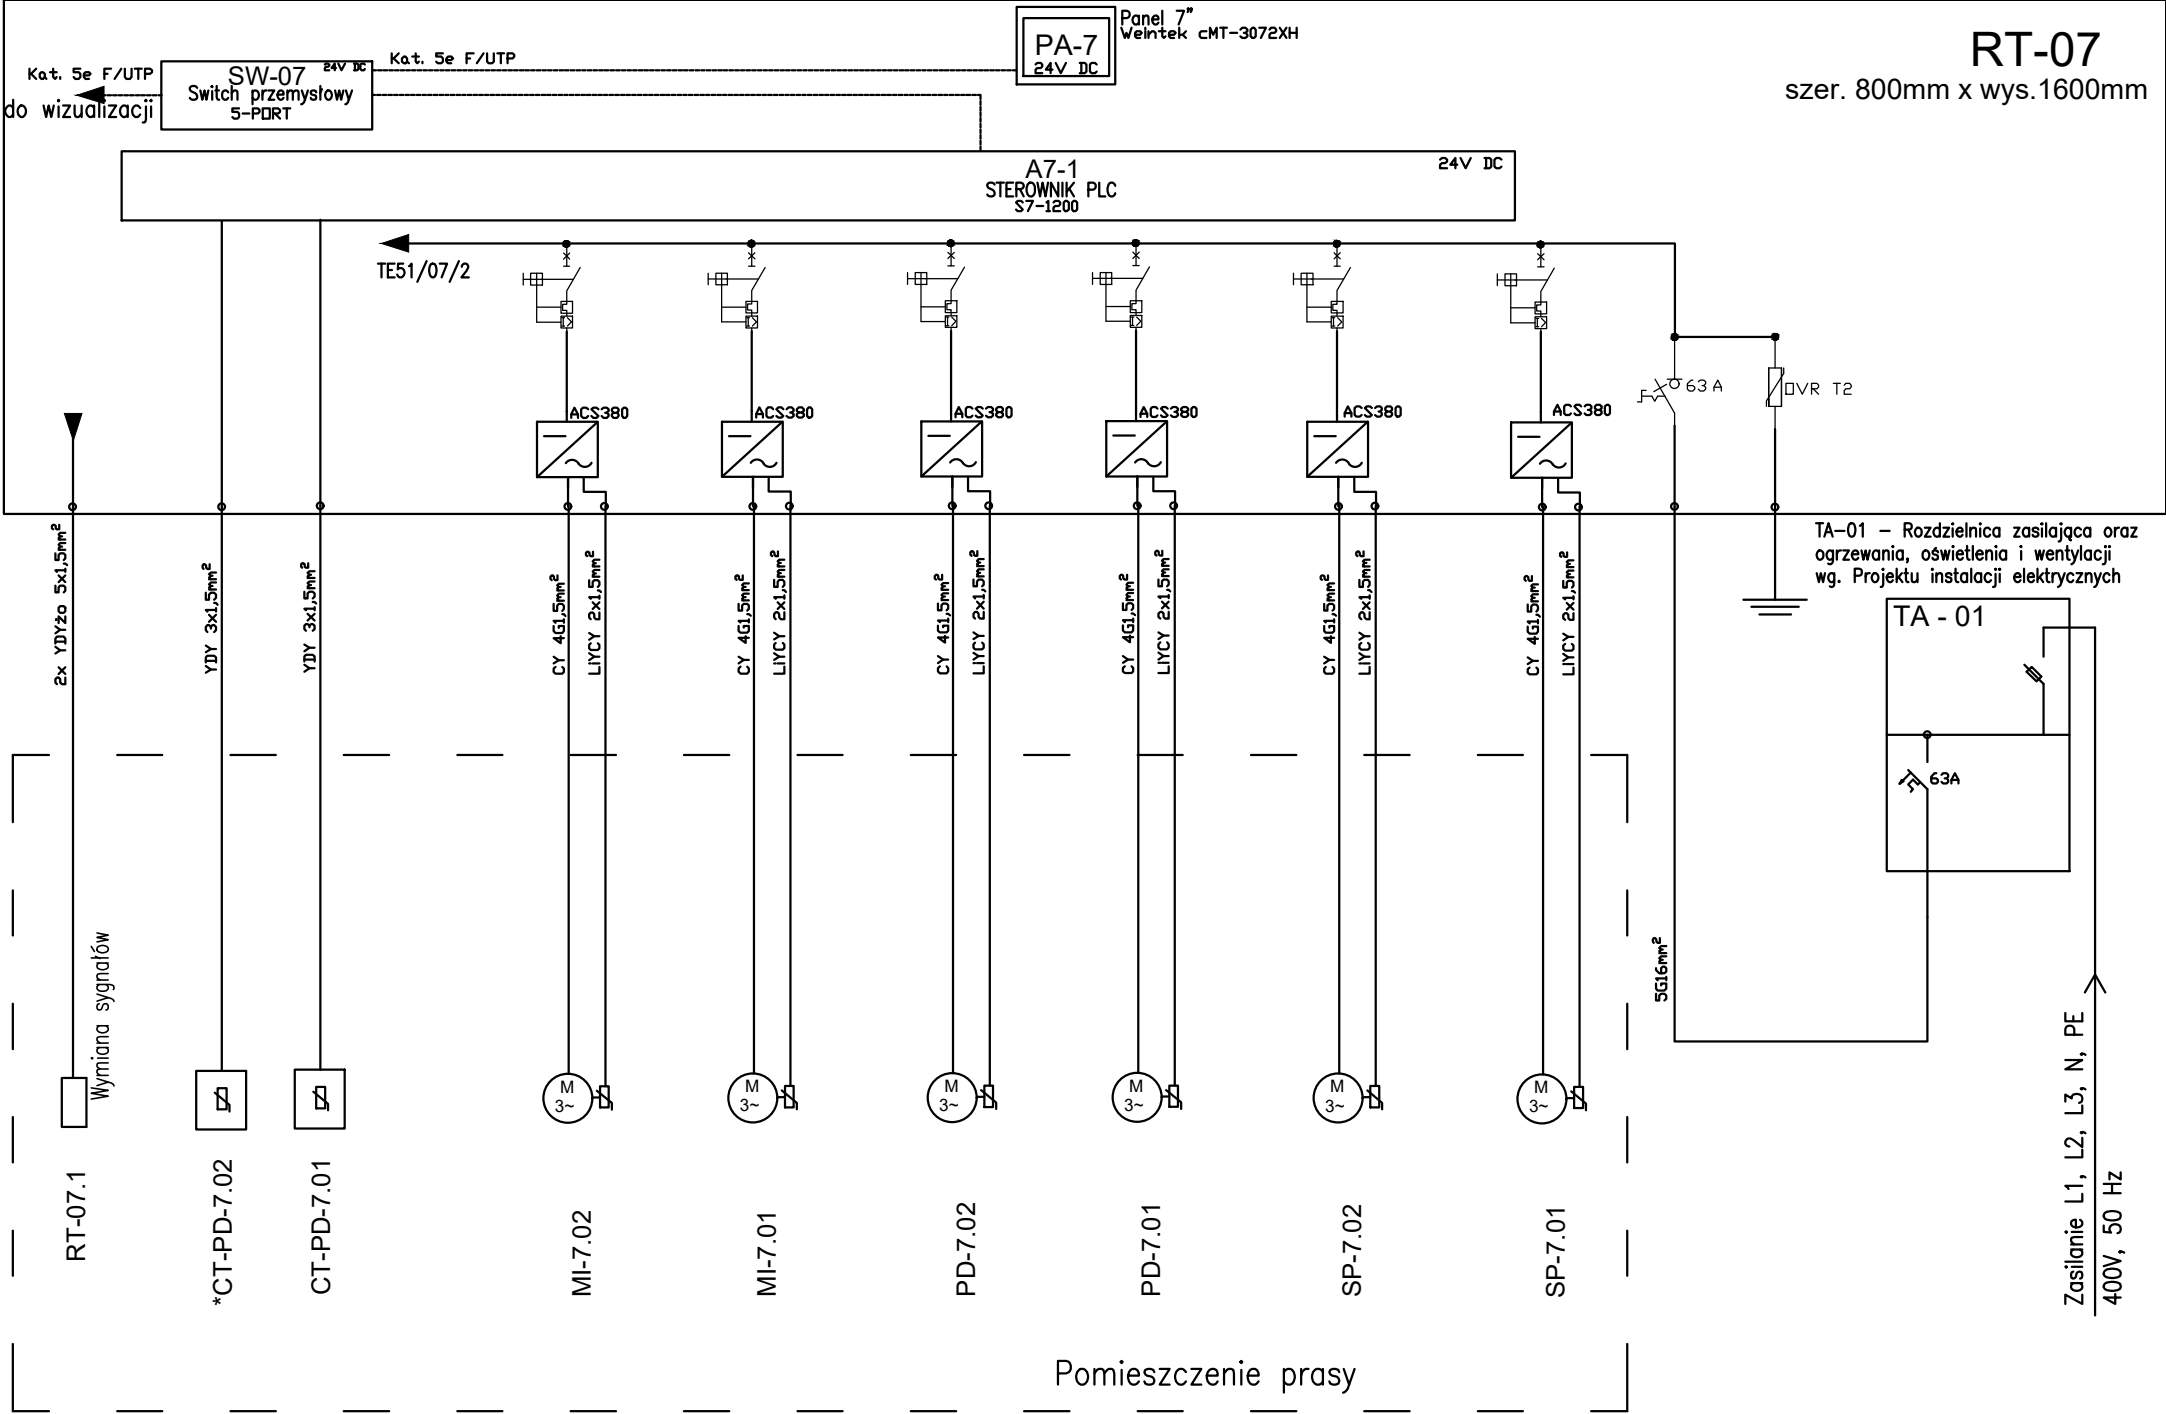 Panel 7"
Weintek cMT-3072XH
PA-7
24V DC
RT-07
szer. 800mm x wys.1600mm
Kat. 5e F/UTP
do wizualizacji
SW-07
24V DC
Switch przemysłowy
5-PORT
Kat. 5e F/UTP
A7-1
STEROWNIK PLC
S7-1200
24V DC
TE51/07/2
ACS380
ACS380
ACS380
ACS380
ACS380
ACS380
63 A
OVR T2
2x YDYżo 5x1,5mm²
YDY 3x1,5mm²
YDY 3x1,5mm²
CY 4G1,5mm²
LIYCY 2x1,5mm²
CY 4G1,5mm²
LIYCY 2x1,5mm²
CY 4G1,5mm²
LIYCY 2x1,5mm²
CY 4G1,5mm²
LIYCY 2x1,5mm²
CY 4G1,5mm²
LIYCY 2x1,5mm²
CY 4G1,5mm²
LIYCY 2x1,5mm²
TA-01 - Rozdzielnica zasilająca oraz
ogrzewania, oświetlenia i wentylacji
wg. Projektu instalacji elektrycznych
TA - 01
63A
5G16mm²
Zasilanie L1, L2, L3, N, PE
400V, 50 Hz
Wymiana sygnałów
M
3~
M
3~
M
3~
M
3~
M
3~
M
3~
RT-07.1
*CT-PD-7.02
CT-PD-7.01
MI-7.02
MI-7.01
PD-7.02
PD-7.01
SP-7.02
SP-7.01
Pomieszczenie prasy